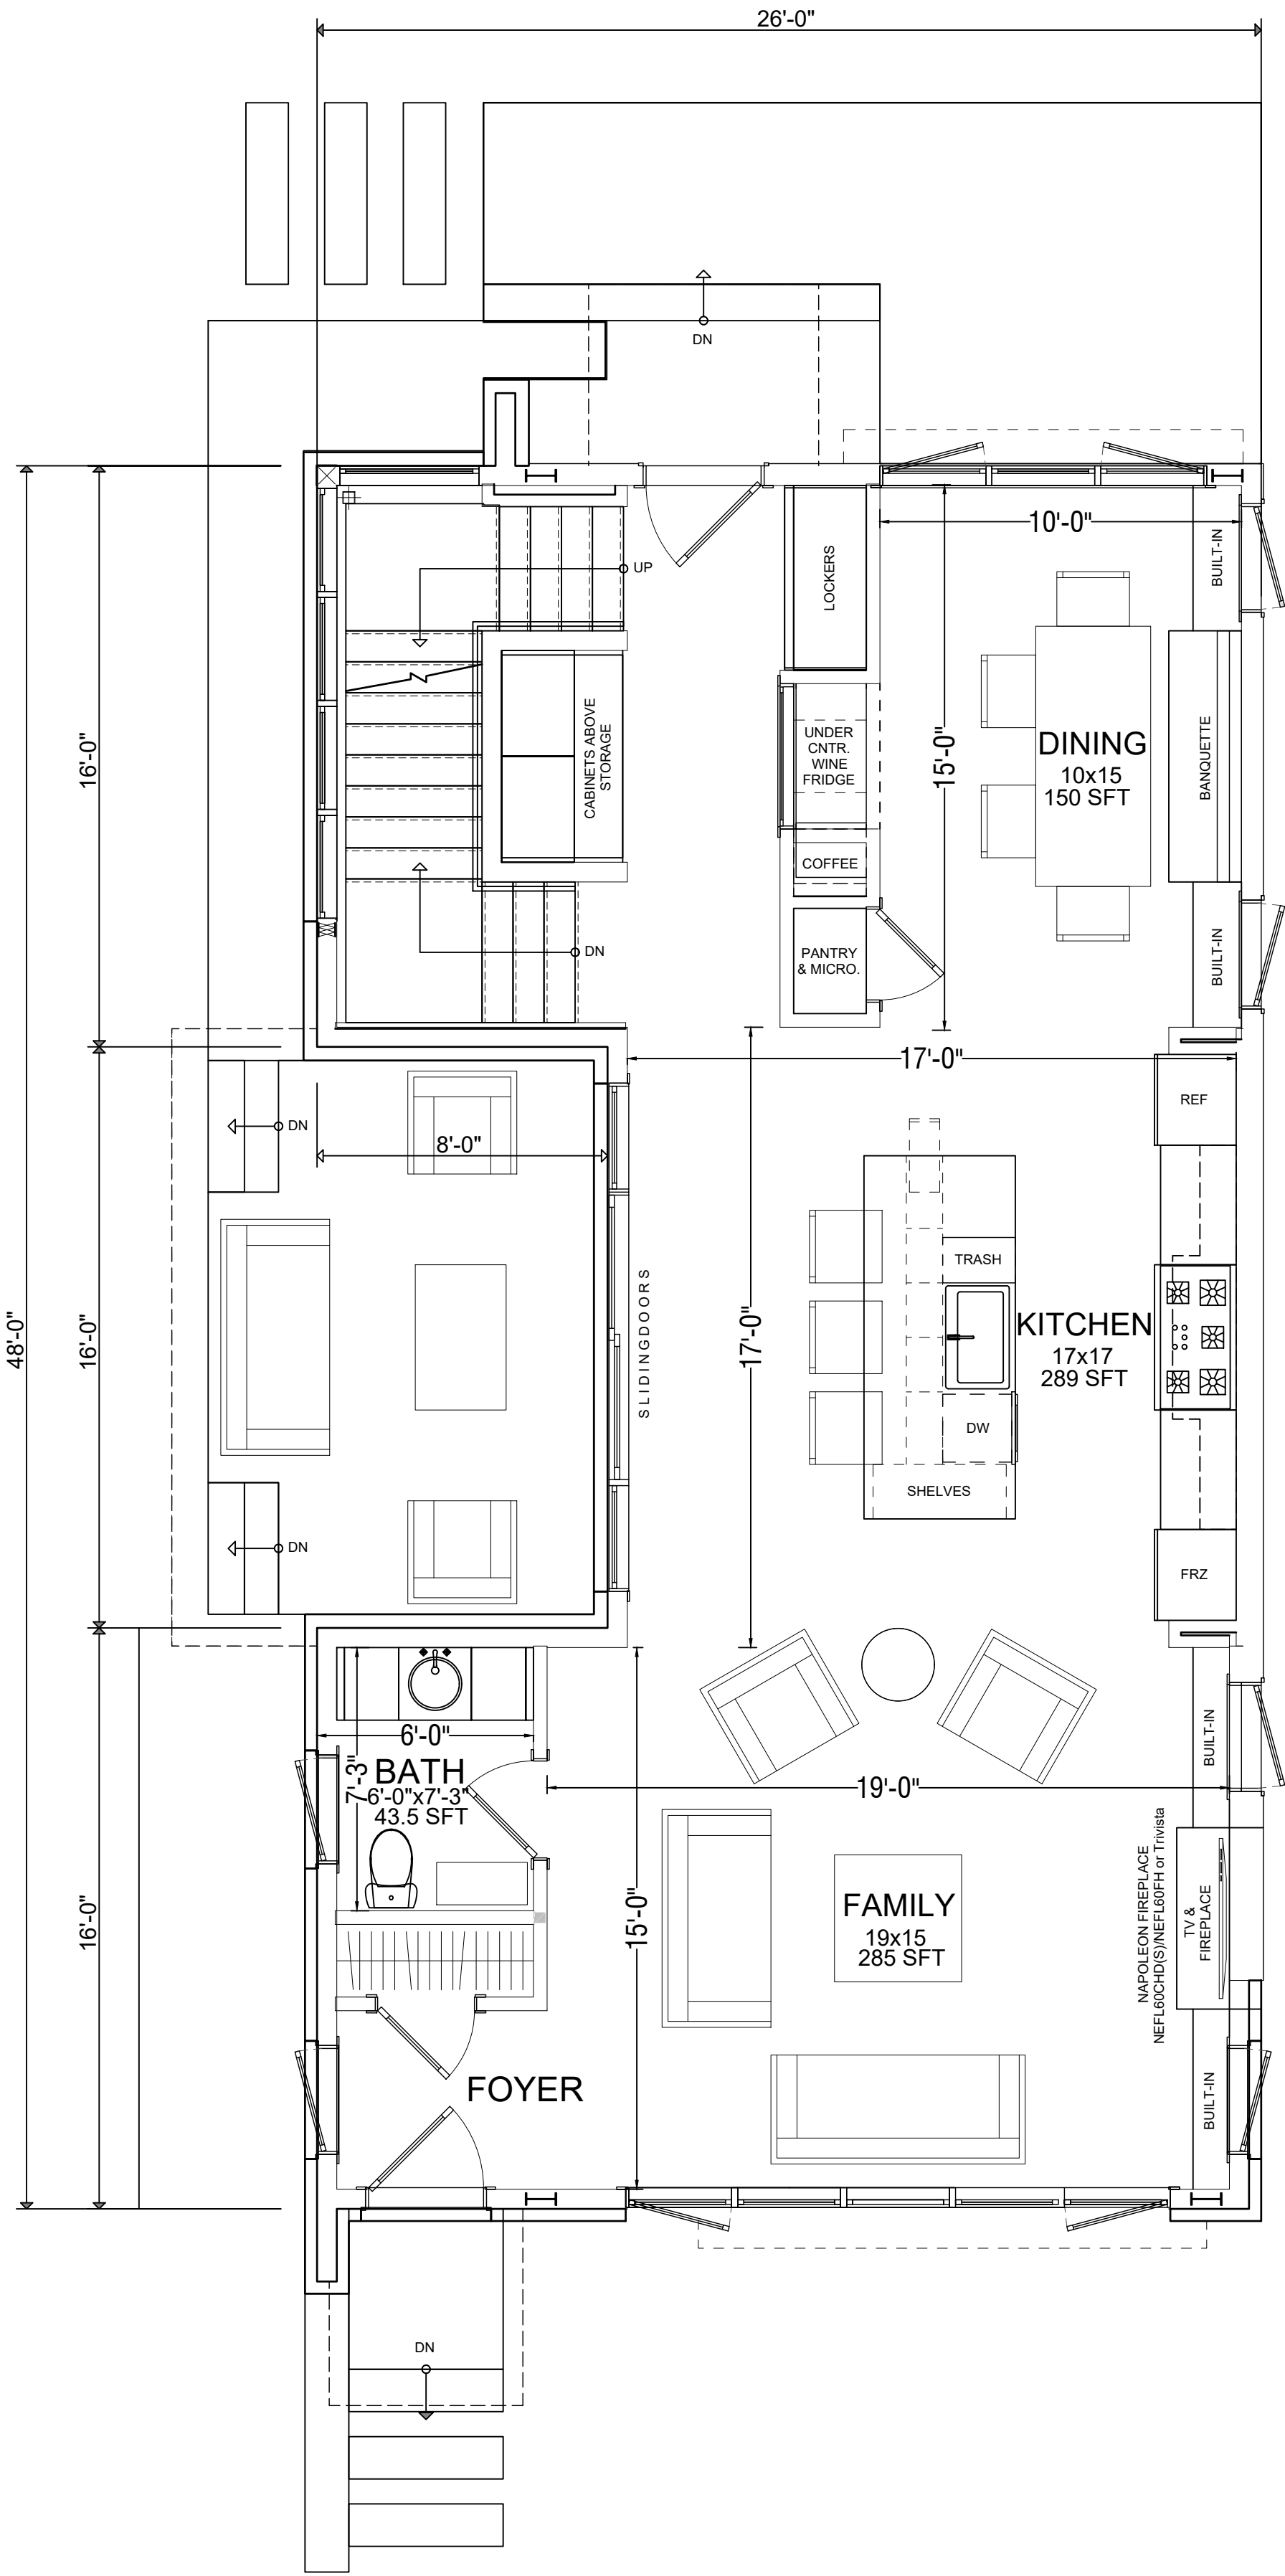 26'-0"
DN
UP
LOCKERS
10'-0"
BUILT-IN
16'-0"
CABINETS ABOVE
STORAGE
UNDER
CNTR.
WINE
FRIDGE
15'-0"
DINING
10x15
150 SFT
BANQUETTE
COFFEE
DN
PANTRY
& MICRO.
BUILT-IN
17'-0"
REF
DN
8'-0"
48'-0"
16'-0"
SLIDINGDOORS
17'-0"
TRASH
KITCHEN
17x17
289 SFT
DW
SHELVES
DN
FRZ
6'-0"
7'-3"
BATH
6'-0"x7'-3"
43.5 SFT
BUILT-IN
19'-0"
16'-0"
15'-0"
FAMILY
19x15
285 SFT
NAPOLEON FIREPLACE
NEFL60CHD(S)/NEFL60FH or Trivista
TV &
FIREPLACE
FOYER
BUILT-IN
DN